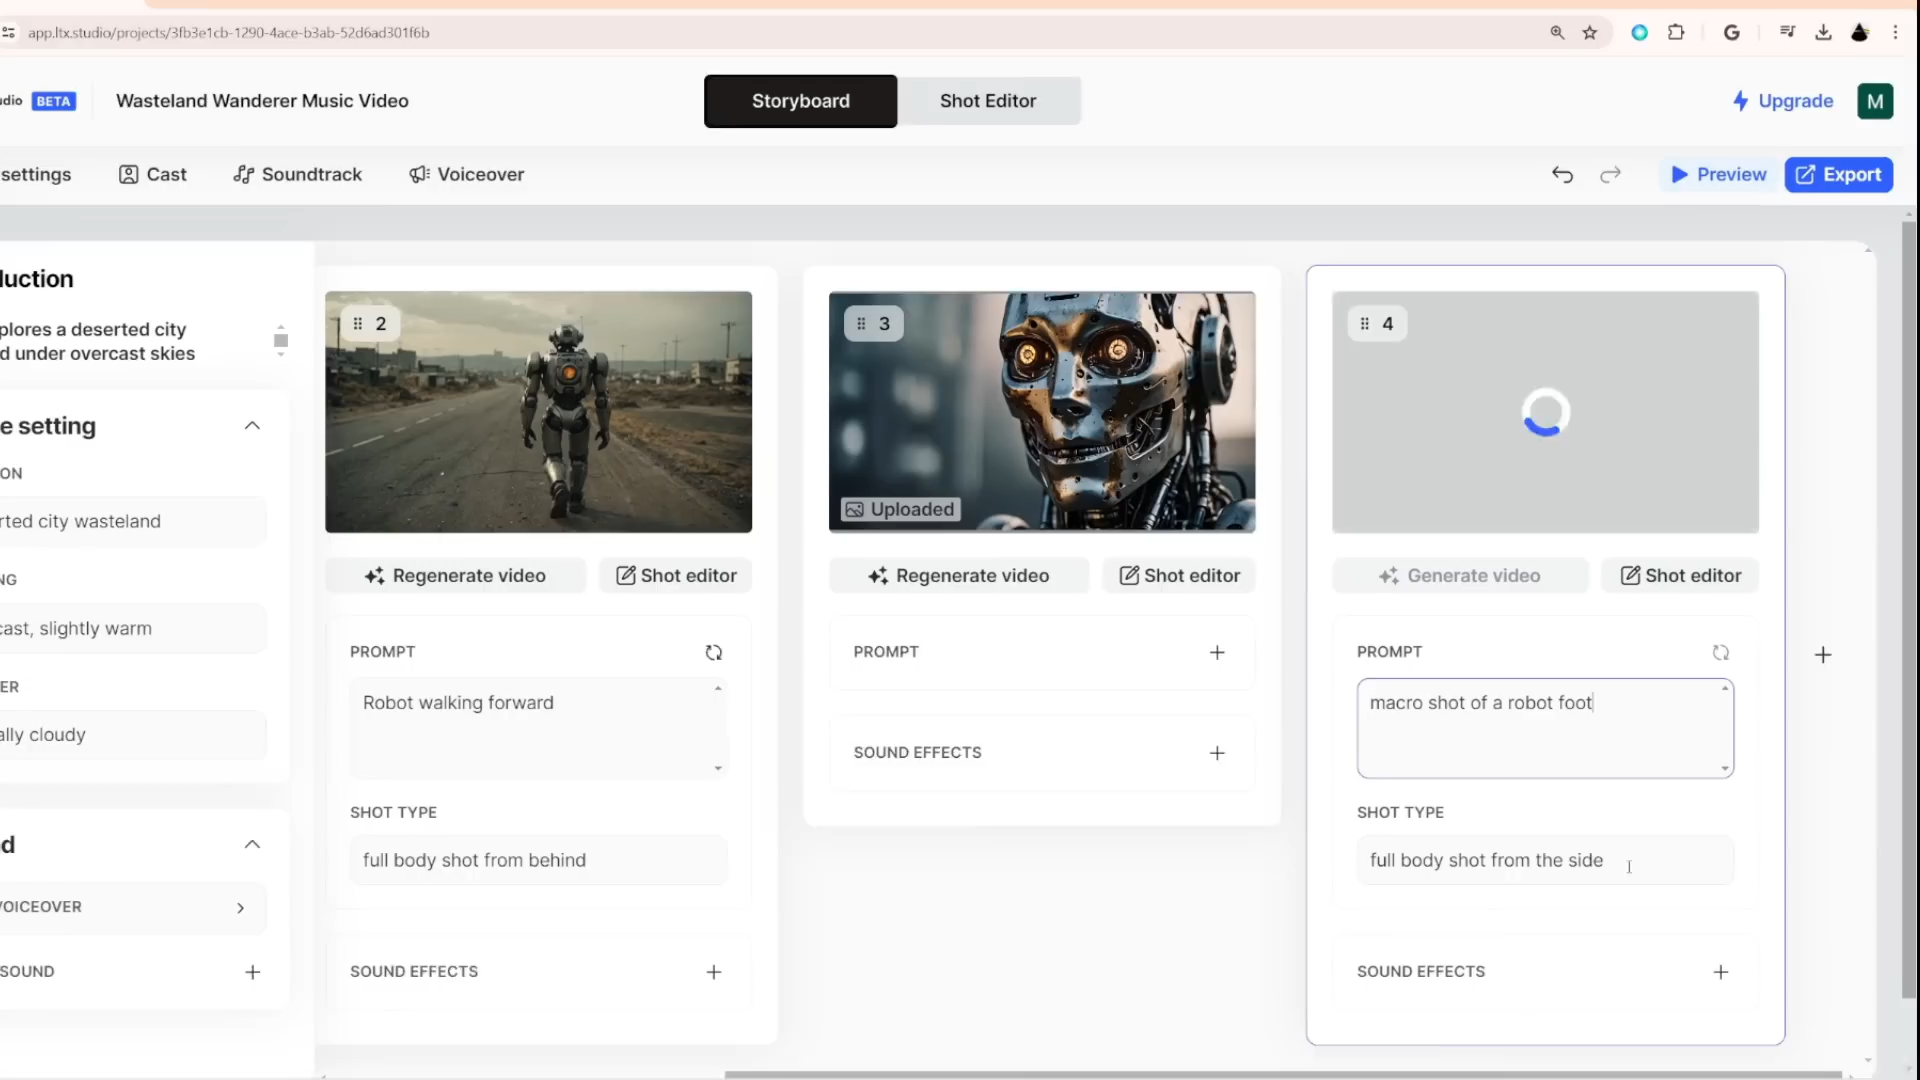 app.ltx.studio/projects/3fb3e1cb-1290-4ace-b3ab-52d6ad301f6b
dio BETA
Wasteland Wanderer Music Video
Storyboard
Shot Editor
Upgrade
M
settings
Cast
Soundtrack
Voiceover
Preview
Export
luction
plores a deserted city
d under overcast skies
e setting
ON
rted city wasteland
NG
cast, slightly warm
ER
ally cloudy
d
VOICEOVER
SOUND
2
Regenerate video
Shot editor
PROMPT
Robot walking forward
SHOT TYPE
full body shot from behind
SOUND EFFECTS
3
Uploaded
Regenerate video
Shot editor
PROMPT
SOUND EFFECTS
4
Generate video
Shot editor
PROMPT
macro shot of a robot foot
SHOT TYPE
full body shot from the side
SOUND EFFECTS